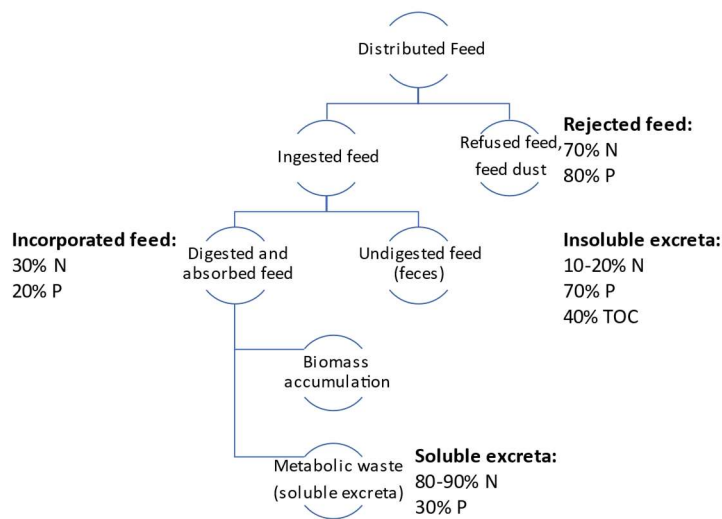 Distributed Feed
Ingested feed
Refused feed,
feed dust
Rejected feed:
70% N
80% P
Incorporated feed:
30% N
20% P
Digested and
absorbed feed
Undigested feed
(feces)
Insoluble excreta:
10-20% N
70% P
40% TOC
Biomass
accumulation
Metabolic waste
(soluble excreta)
Soluble excreta:
80-90% N
30% P